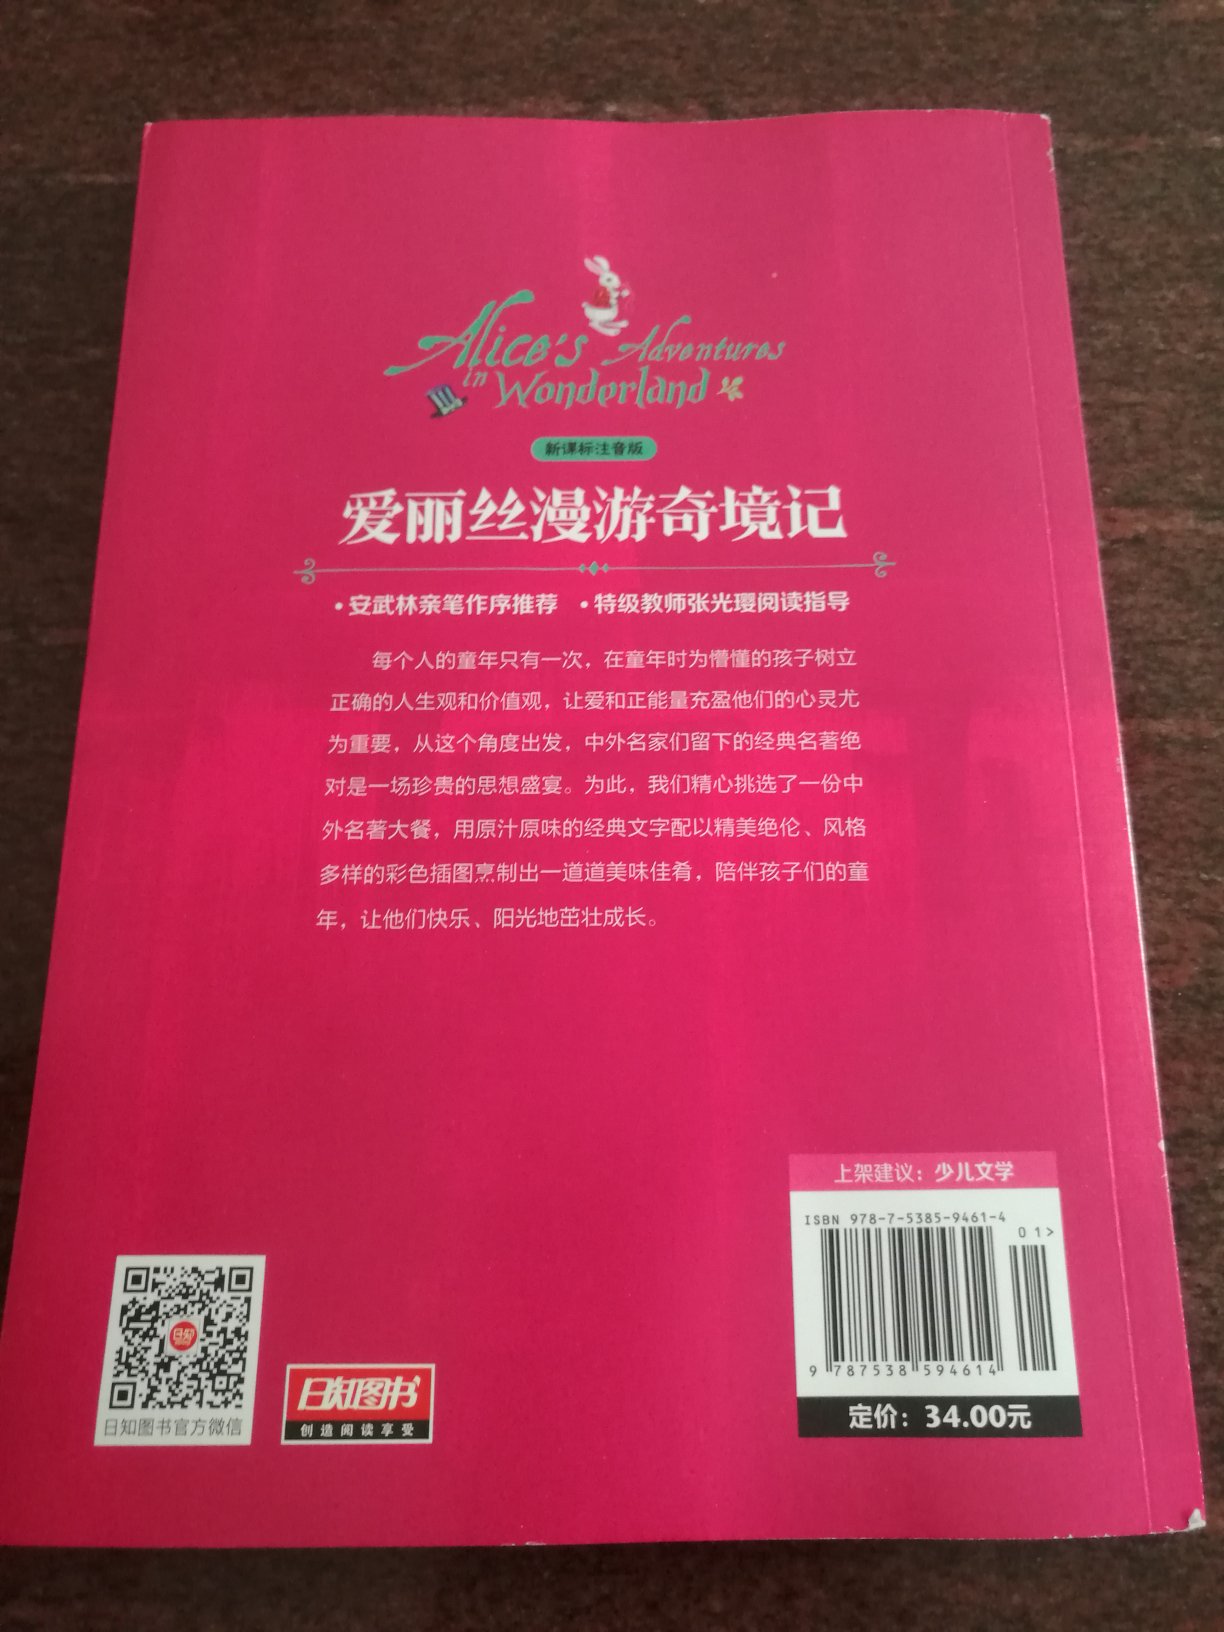 Alice's Adventures
in Wonderland
新课标注音版
爱丽丝漫游奇境记
•安武林亲笔作序推荐 •特级教师张光璎阅读指导
每个人的童年只有一次，在童年时为懵懂的孩子树立
正确的人生观和价值观，让爱和正能量充盈他们的心灵尤
为重要，从这个角度出发，中外名家们留下的经典名著绝
对是一场珍贵的思想盛宴。为此，我们精心挑选了一份中
外名著大餐，用原汁原味的经典文字配以精美绝伦、风格
多样的彩色插图烹制出一道道美味佳肴，陪伴孩子们的童
年，让他们快乐、阳光地茁壮成长。
上架建议：少儿文学
ISBN 978-7-5385-9461-4
01>
9 787538 594614
定价：34.00元
日知
日知图书官方微信
日知图书
创造阅读享受